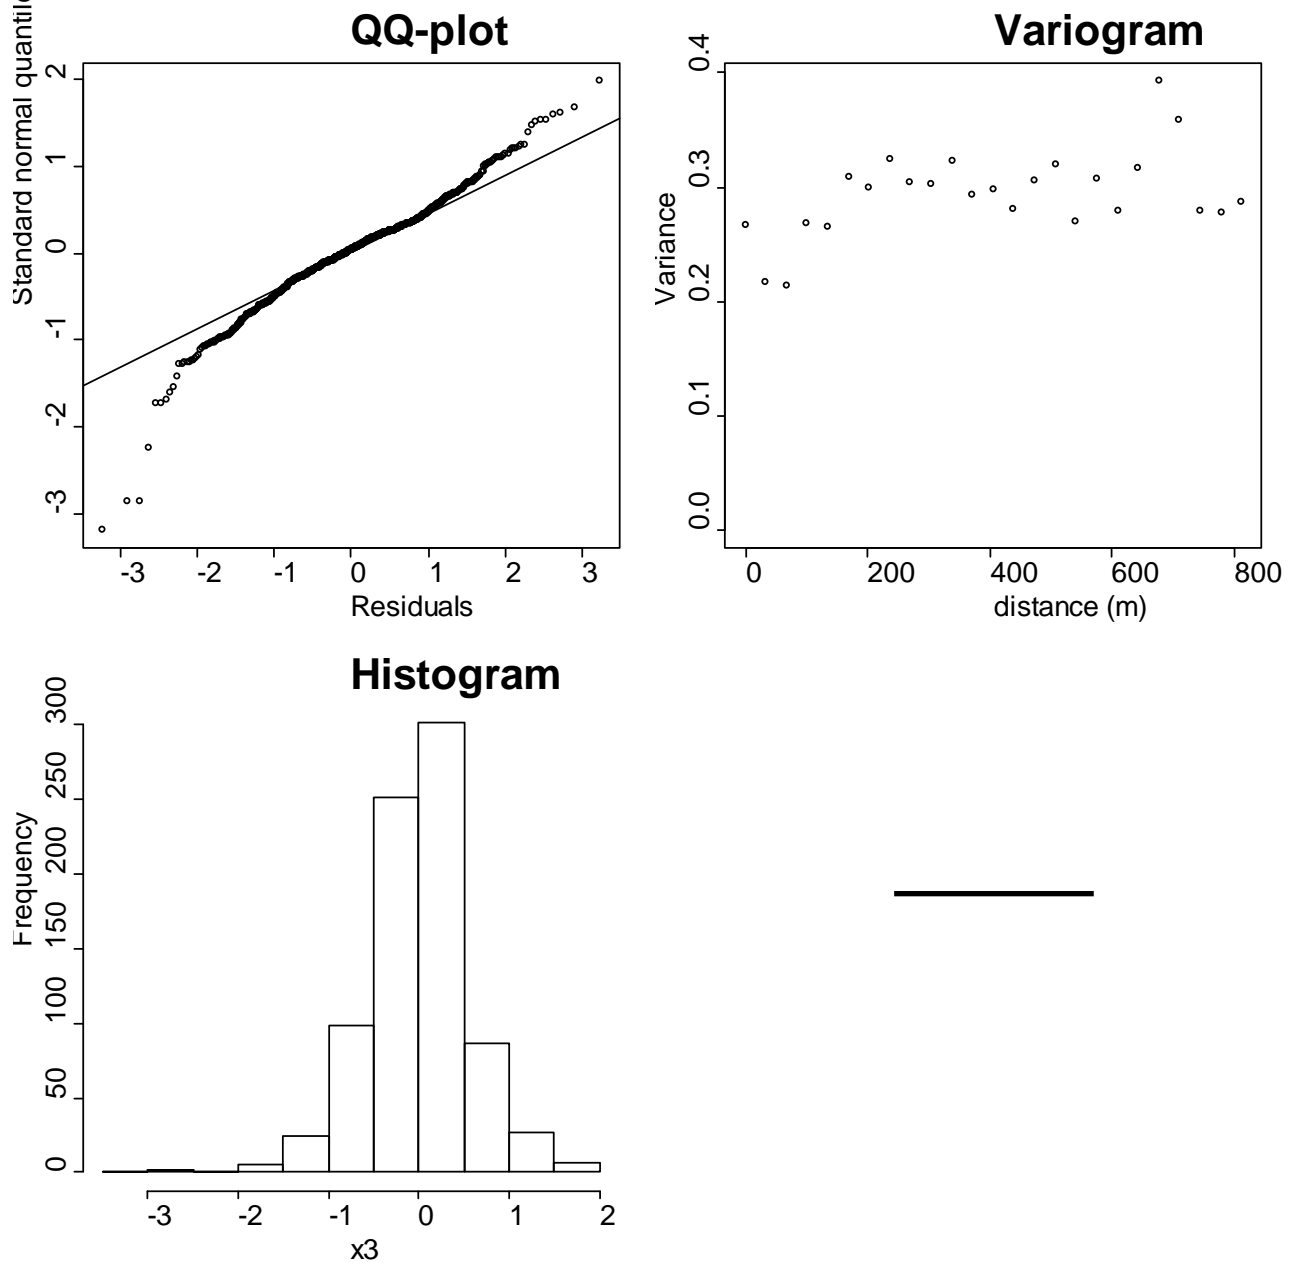 QQ-plot
Standard normal quantile
2
1
0
-1
-2
-3
-3 -2 -1 0 1 2 3
Residuals
Variogram
Variance
0.4
0.3
0.2
0.1
0.0
0 200 400 600 800
distance (m)
Histogram
Frequency
300
250
200
150
100
50
0
-3 -2 -1 0 1 2
x3